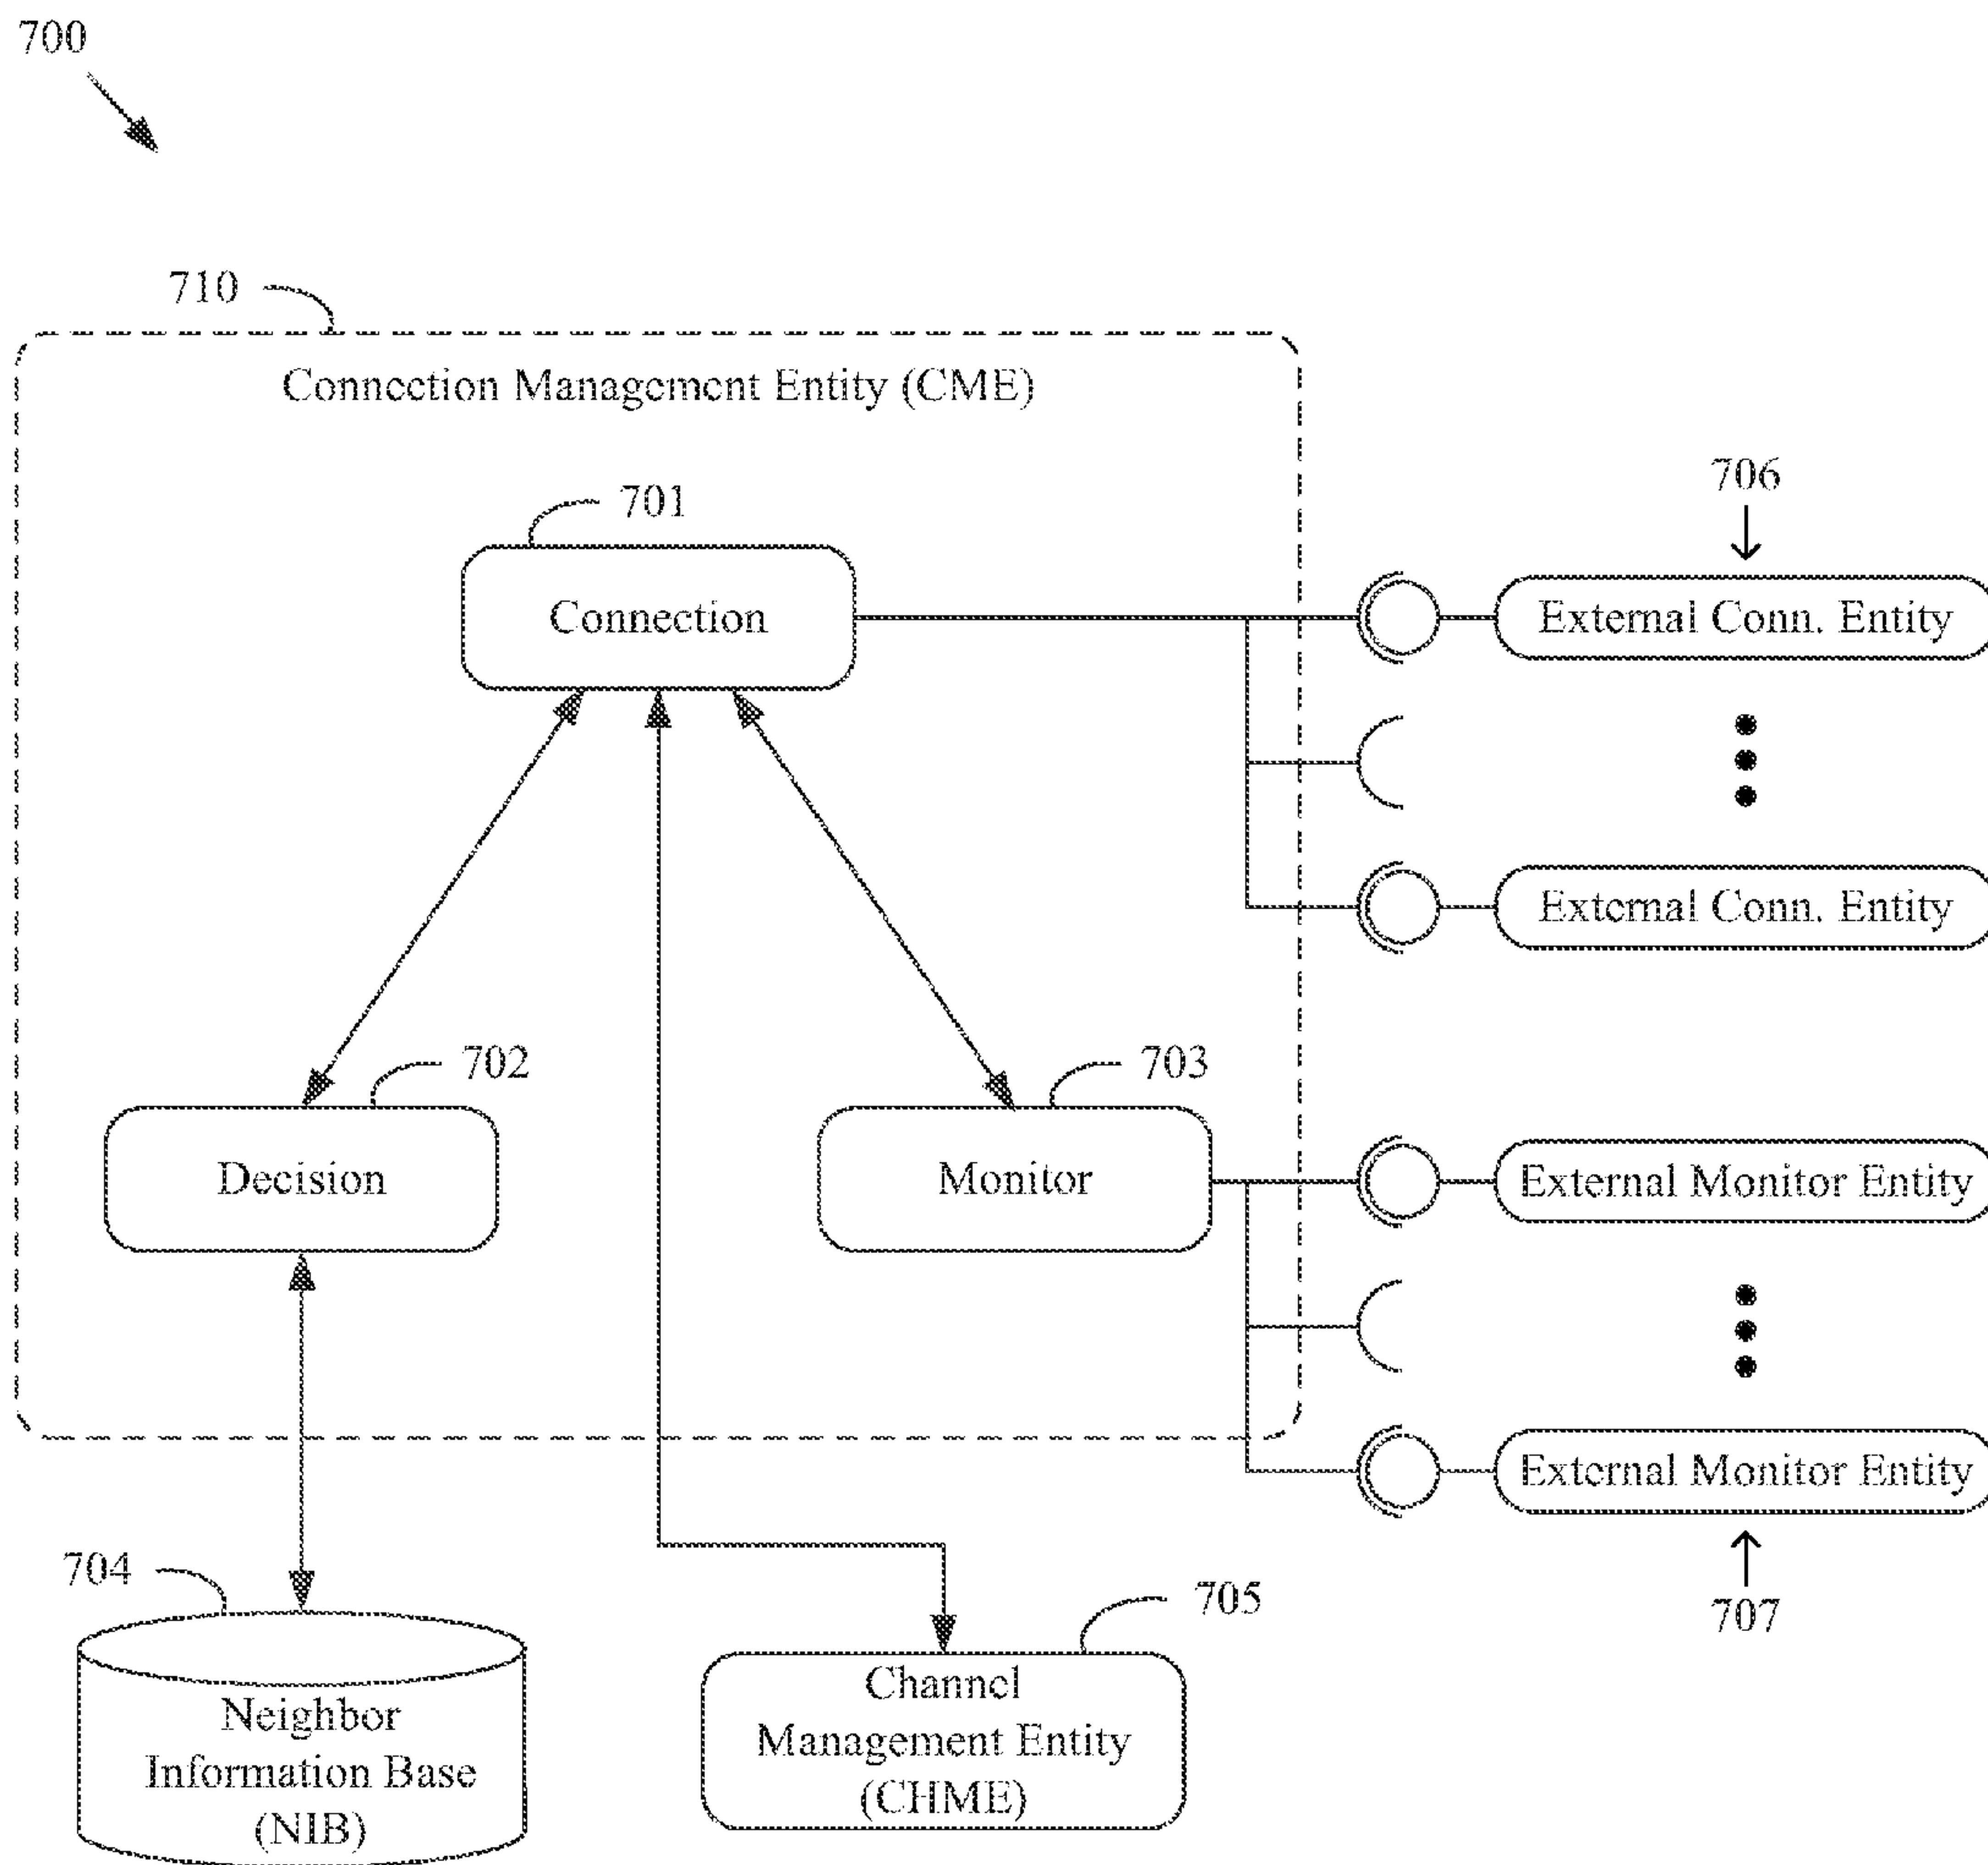 700
710
Connection Management Entity (CME)
701
706
Connection
External Conn. Entity
External Conn. Entity
702
703
Decision
Monitor
External Monitor Entity
External Monitor Entity
704
705
707
Neighbor
Information Base
(NIB)
Channel
Management Entity
(CHME)